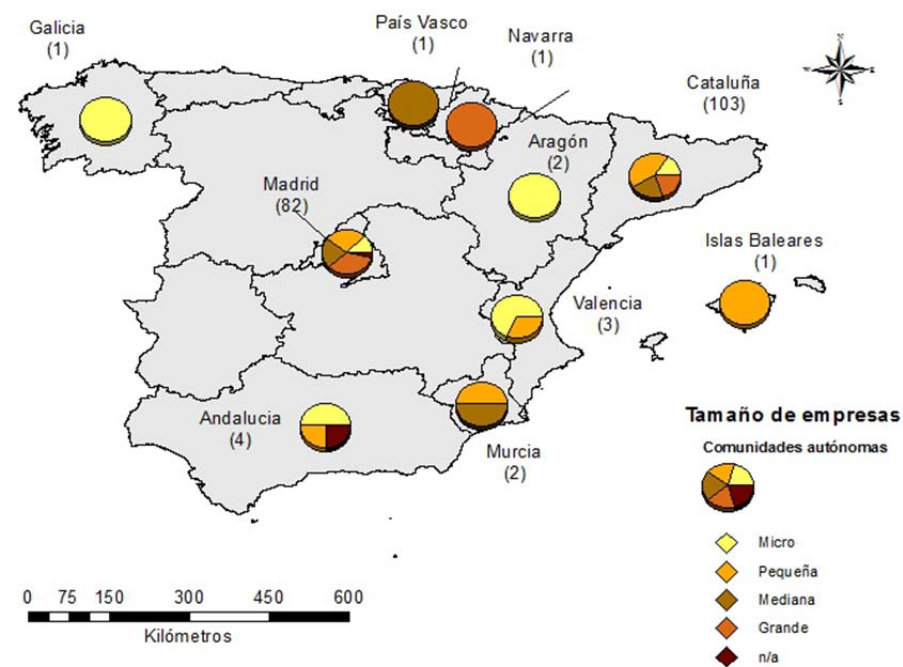 Galicia
(1)
País Vasco
(1)
Navarra
(1)
N
S
Cataluña
(103)
Aragón
(2)
Madrid
(82)
Islas Baleares
(1)
Valencia
(3)
Andalucia
(4)
Murcia
(2)
Tamaño de empresas
Comunidades autónomas
Micro
Pequeña
Mediana
Grande
n/a
0 75 150 300 450 600
Kilómetros